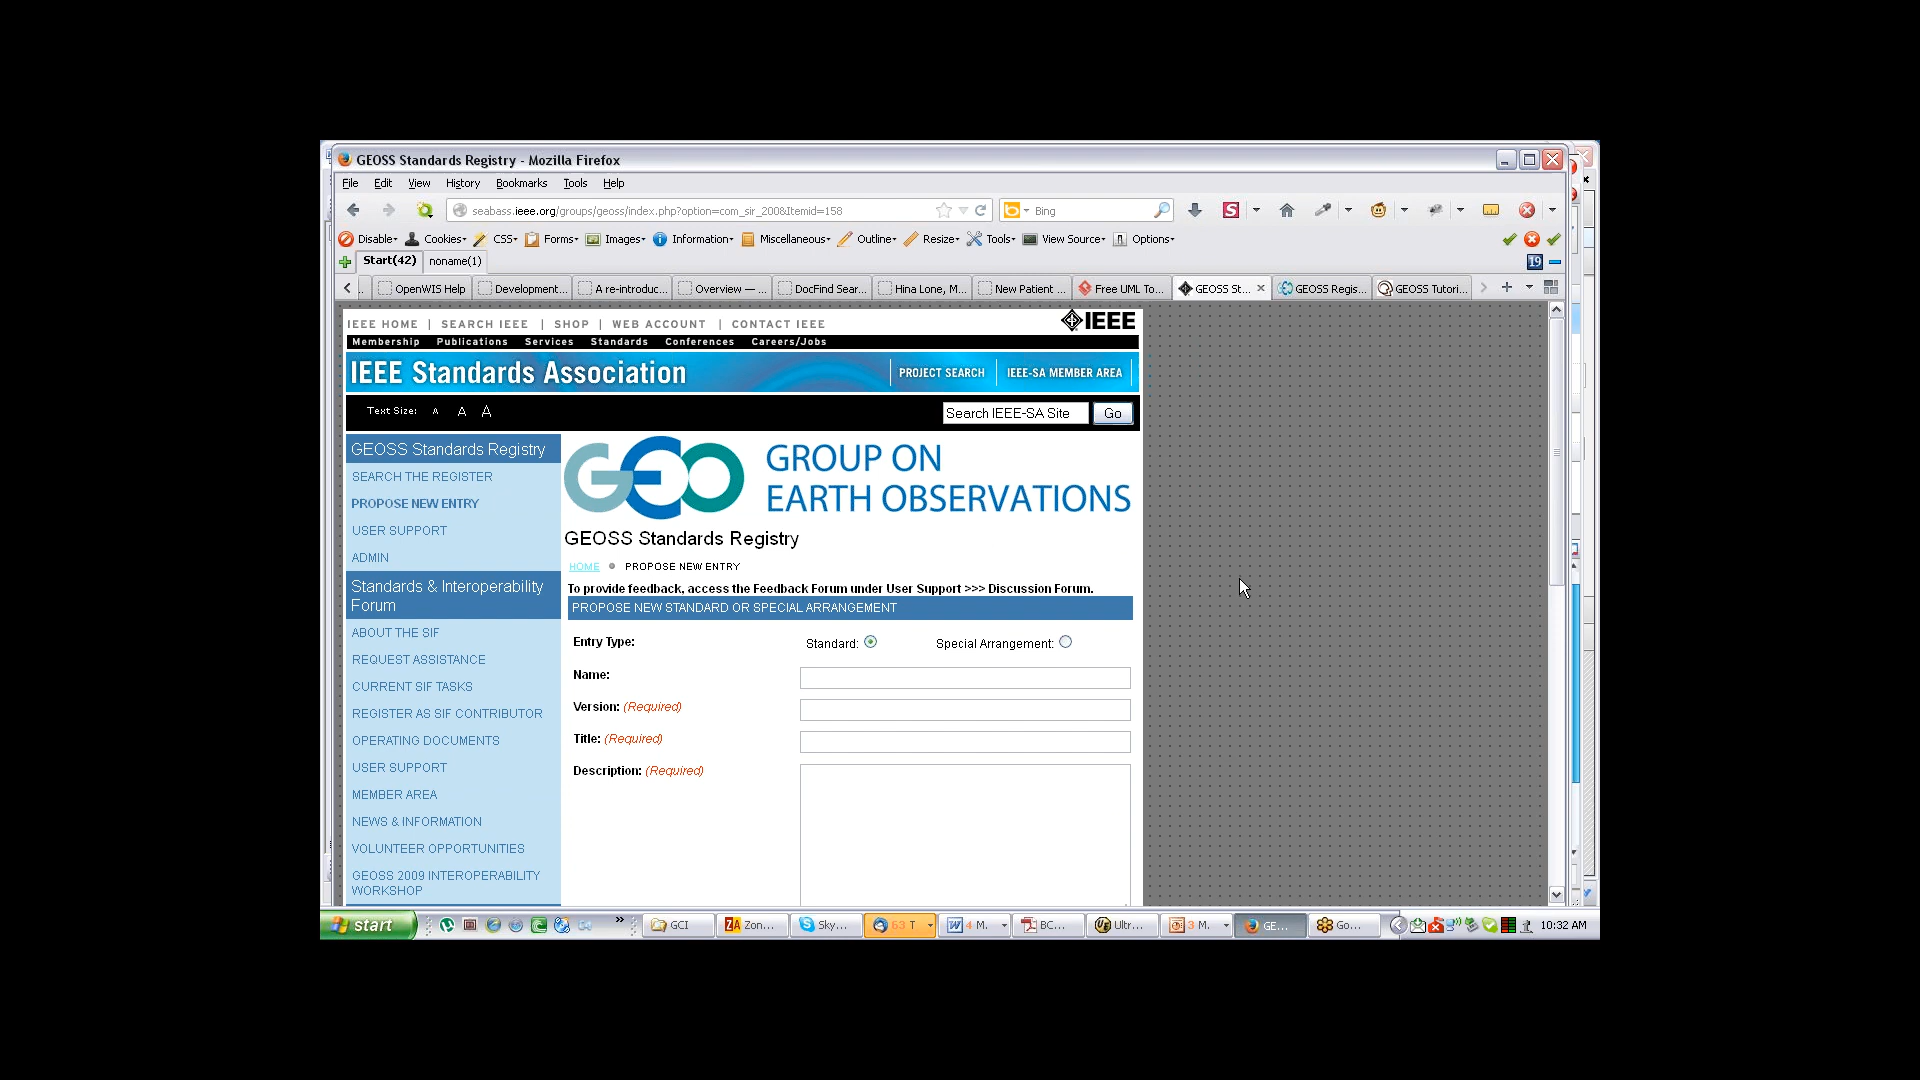 GEOSS Standards Registry - Mozilla Firefox
File Edit View History Bookmarks Tools Help
seabass.ieee.org/groups/geoss/index.php?option=com_sir_200&Itemid=158
Bing
Disable Cookies CSS Forms Images Information Miscellaneous Outline Resize Tools View Source Options
Start(42) noname(1)
19
OpenWIS Help Development... A re-introduc... Overview — ... DocFind Sear... Hina Lone, M... New Patient ... Free UML To... GEOSS St... GEOSS Regis... GEOSS Tutori...
IEEE HOME | SEARCH IEEE | SHOP | WEB ACCOUNT | CONTACT IEEE
IEEE
Membership Publications Services Standards Conferences Careers/Jobs
IEEE Standards Association
PROJECT SEARCH IEEE-SA MEMBER AREA
Text Size: A A A
Search IEEE-SA Site Go
GEOSS Standards Registry
SEARCH THE REGISTER
PROPOSE NEW ENTRY
USER SUPPORT
ADMIN
Standards & Interoperability
Forum
ABOUT THE SIF
REQUEST ASSISTANCE
CURRENT SIF TASKS
REGISTER AS SIF CONTRIBUTOR
OPERATING DOCUMENTS
USER SUPPORT
MEMBER AREA
NEWS & INFORMATION
VOLUNTEER OPPORTUNITIES
GEOSS 2009 INTEROPERABILITY
WORKSHOP
GEO GROUP ON
EARTH OBSERVATIONS
GEOSS Standards Registry
HOME PROPOSE NEW ENTRY
To provide feedback, access the Feedback Forum under User Support >>> Discussion Forum.
PROPOSE NEW STANDARD OR SPECIAL ARRANGEMENT
Entry Type: Standard: Special Arrangement:
Name:
Version: (Required)
Title: (Required)
Description: (Required)
start GCI Zon... Sky... 63 T 4 M. BC... Ultr... 3 M. GE... Go... 10:32 AM